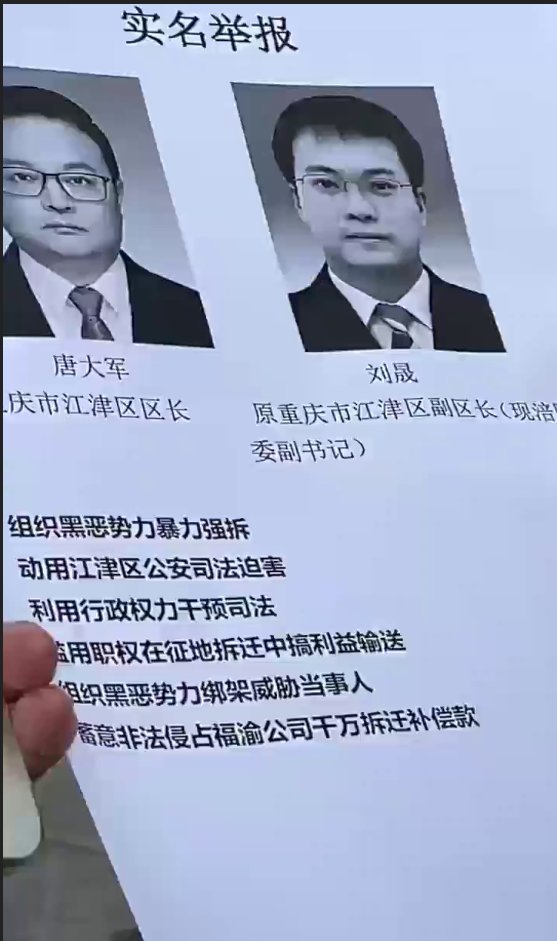 实名举报
唐大军
庆市江津区区长
刘晟
原重庆市江津区副区长（现涪
委副书记）
组织黑恶势力暴力强拆
动用江津区公安司法迫害
利用行政权力干预司法
滥用职权在征地拆迁中搞利益输送
组织黑恶势力绑架威胁当事人
蓄意非法侵占福渝公司千万拆迁补偿款